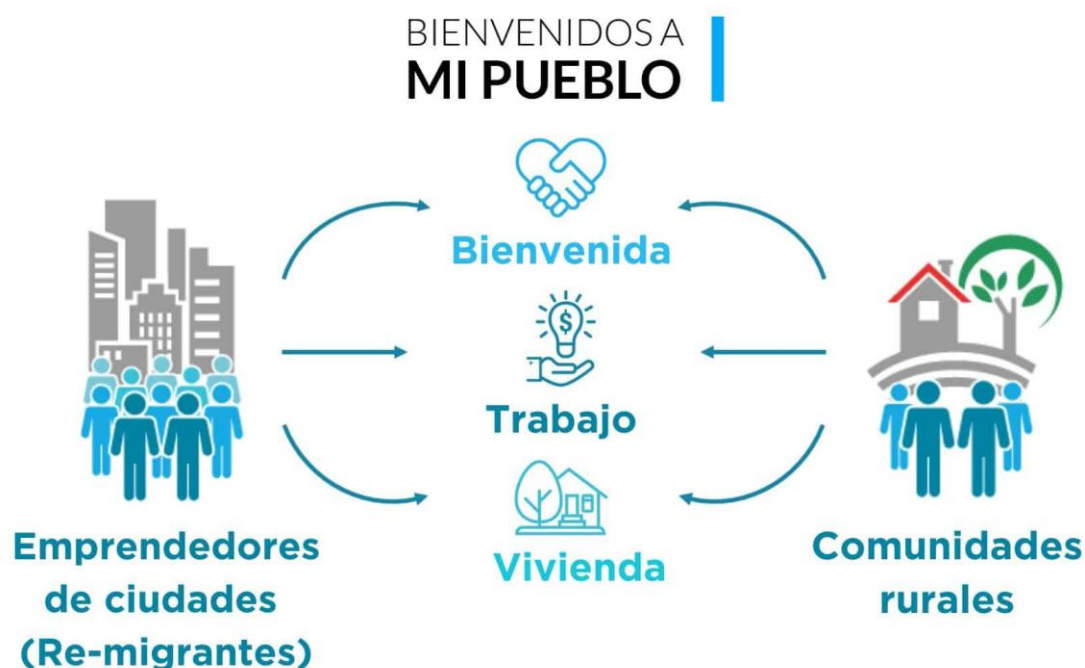 BIENVENIDOS A
MI PUEBLO
Bienvenida
$
Trabajo
Vivienda
Emprendedores
de ciudades
(Re-migrantes)
Comunidades
rurales